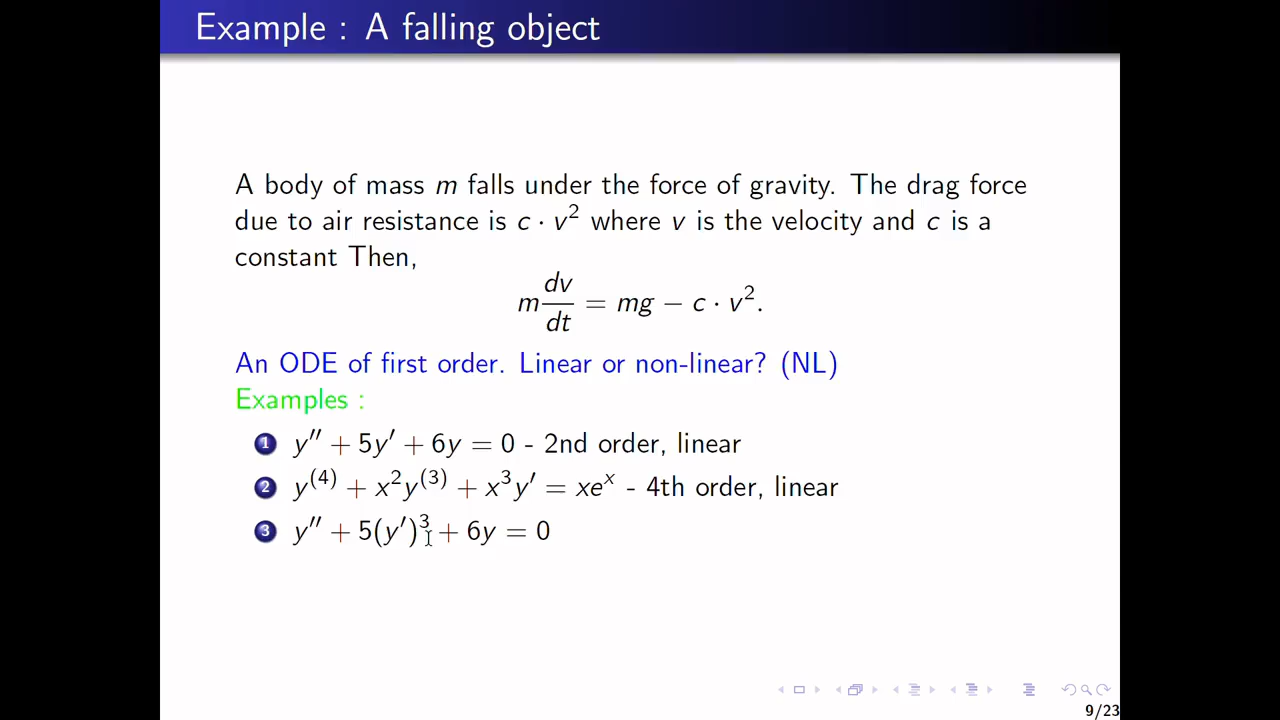 Example : A falling object
A body of mass m falls under the force of gravity. The drag force
due to air resistance is c · v² where v is the velocity and c is a
constant Then,
m dv/dt = mg − c · v².
An ODE of first order. Linear or non-linear? (NL)
Examples :
1 y′′ + 5y′ + 6y = 0 - 2nd order, linear
2 y⁽⁴⁾ + x²y⁽³⁾ + x³y′ = xeˣ - 4th order, linear
3 y′′ + 5(y′)³ + 6y = 0
9/23